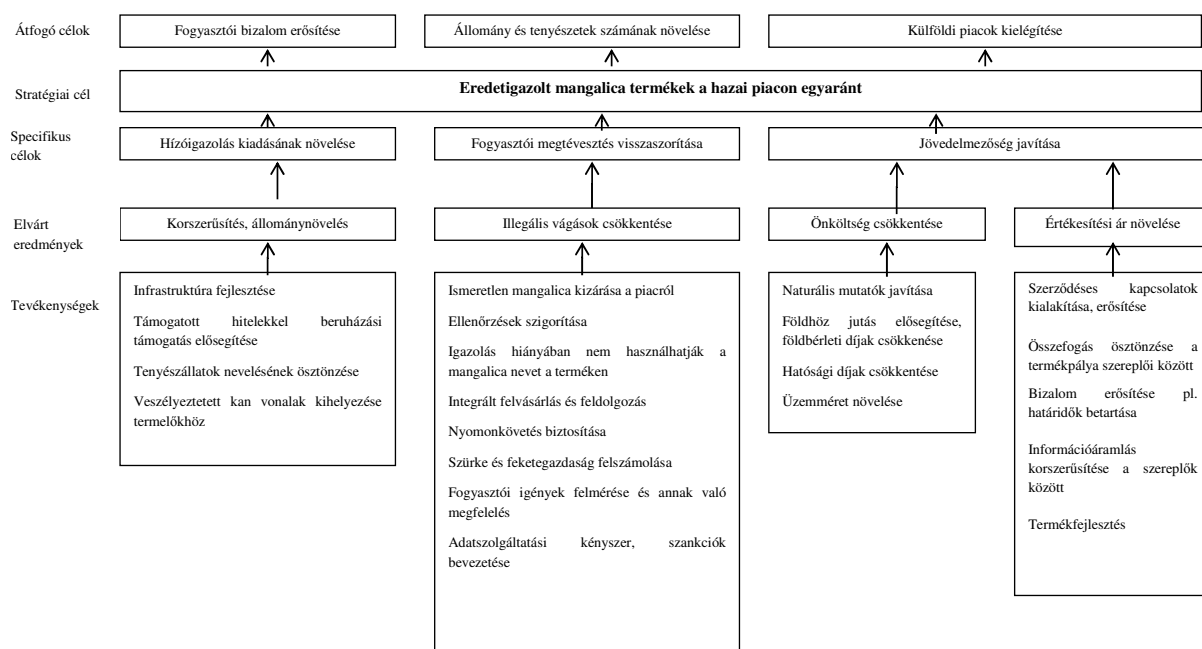 Átfogó célok
Fogyasztói bizalom erősítése
Állomány és tenyészetek számának növelése
Külföldi piacok kielégítése
Stratégiai cél
Eredetigazolt mangalica termékek a hazai piacon egyaránt
Specifikus
célok
Hízóigazolás kiadásának növelése
Fogyasztói megtévesztés visszaszorítása
Jövedelmezőség javítása
Elvárt
eredmények
Korszerűsítés, állománynövelés
Illegális vágások csökkentése
Önköltség csökkentése
Értékesítési ár növelése
Tevékenységek
Infrastruktúra fejlesztése
Támogatott hitelekkel beruházási
támogatás elősegítése
Tenyészállatok nevelésének ösztönzése
Veszélyeztetett kan vonalak kihelyezése
termelőkhöz
Ismeretlen mangalica kizárása a piacról
Ellenőrzések szigorítása
Igazolás hiányában nem használhatják a
mangalica nevet a terméken
Integrált felvásárlás és feldolgozás
Nyomonkövetés biztosítása
Szürke és feketegazdaság felszámolása
Fogyasztói igények felmérése és annak való
megfelelés
Adatszolgáltatási kényszer, szankciók
bevezetése
Naturális mutatók javítása
Földhöz jutás elősegítése,
földbérleti díjak csökkenése
Hatósági díjak csökkentése
Üzemméret növelése
Szerződéses kapcsolatok
kialakítása, erősítése
Összefogás ösztönzése a
termékpálya szereplői között
Bizalom erősítése pl.
határidők betartása
Információáramlás
korszerűsítése a szereplők
között
Termékfejlesztés